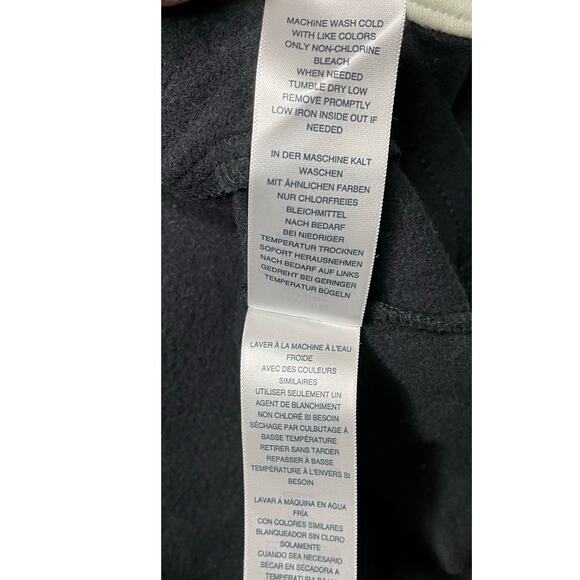 MACHINE WASH COLD
WITH LIKE COLORS
ONLY NON-CHLORINE
BLEACH
WHEN NEEDED
TUMBLE DRY LOW
REMOVE PROMPTLY
LOW IRON INSIDE OUT IF
NEEDED
IN DER MASCHINE KALT
WASCHEN
MIT ÄHNLICHEN FARBEN
NUR CHLORFREIES
BLEICHMITTEL
NACH BEDARF
BEI NIEDRIGER
TEMPERATUR TROCKNEN
SOFORT HERAUSNEHMEN
NACH BEDARF AUF LINKS
GEDREHT BEI GERINGER
TEMPERATUR BÜGELN
LAVER À LA MACHINE À L'EAU
FROIDE
AVEC DES COULEURS
SIMILAIRES
UTILISER SEULEMENT UN
AGENT DE BLANCHIMENT
NON CHLORÉ SI BESOIN
SÉCHAGE PAR CULBUTAGE À
BASSE TEMPÉRATURE
RETIRER SANS TARDER
REPASSER À BASSE
TEMPÉRATURE À L'ENVERS SI
BESOIN
LAVAR A MÁQUINA EN AGUA
FRÍA
CON COLORES SIMILARES
BLANQUEADOR SIN CLORO
SOLAMENTE
CUANDO SEA NECESARIO
SECAR EN SECADORA A
TEMPERATURA BAJA